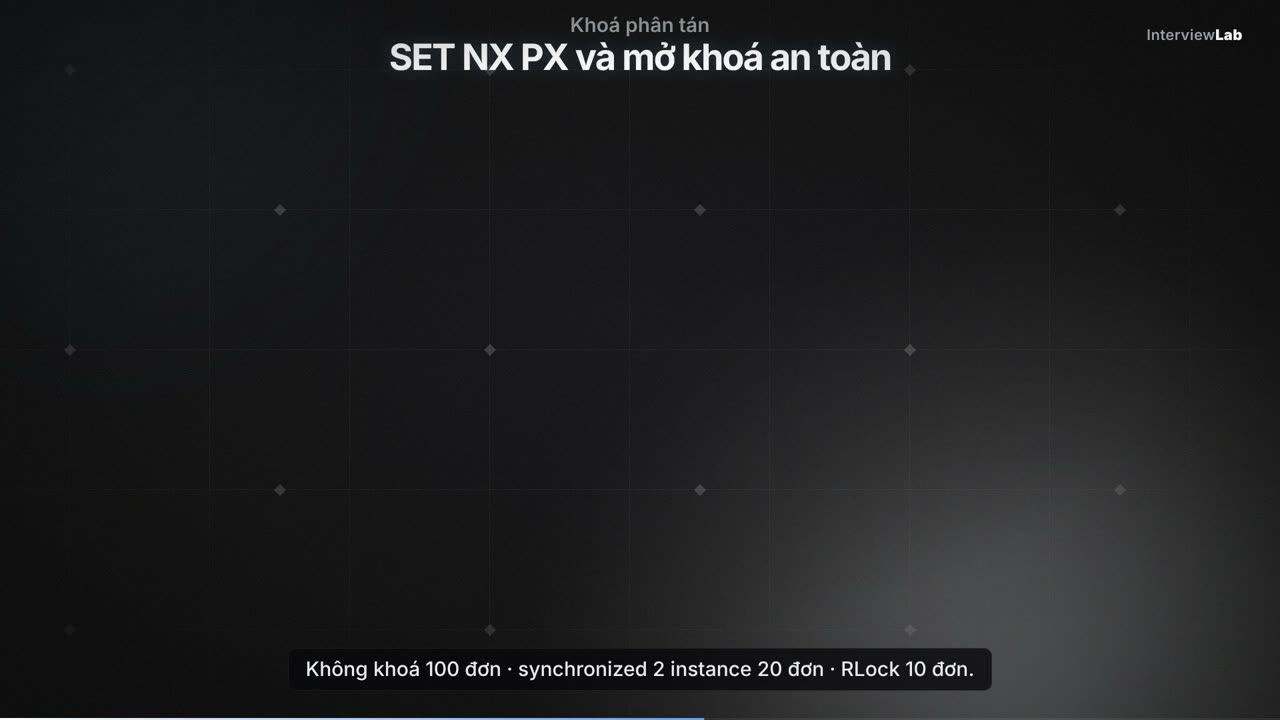 Khoá phân tán
SET NX PX và mở khoá an toàn
InterviewLab
Không khoá 100 đơn · synchronized 2 instance 20 đơn · RLock 10 đơn.